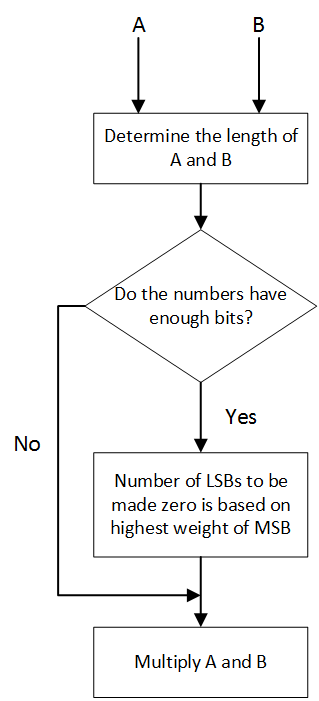 A
B
Determine the length of
A and B
Do the numbers have
enough bits?
Yes
No
Number of LSBs to be
made zero is based on
highest weight of MSB
Multiply A and B